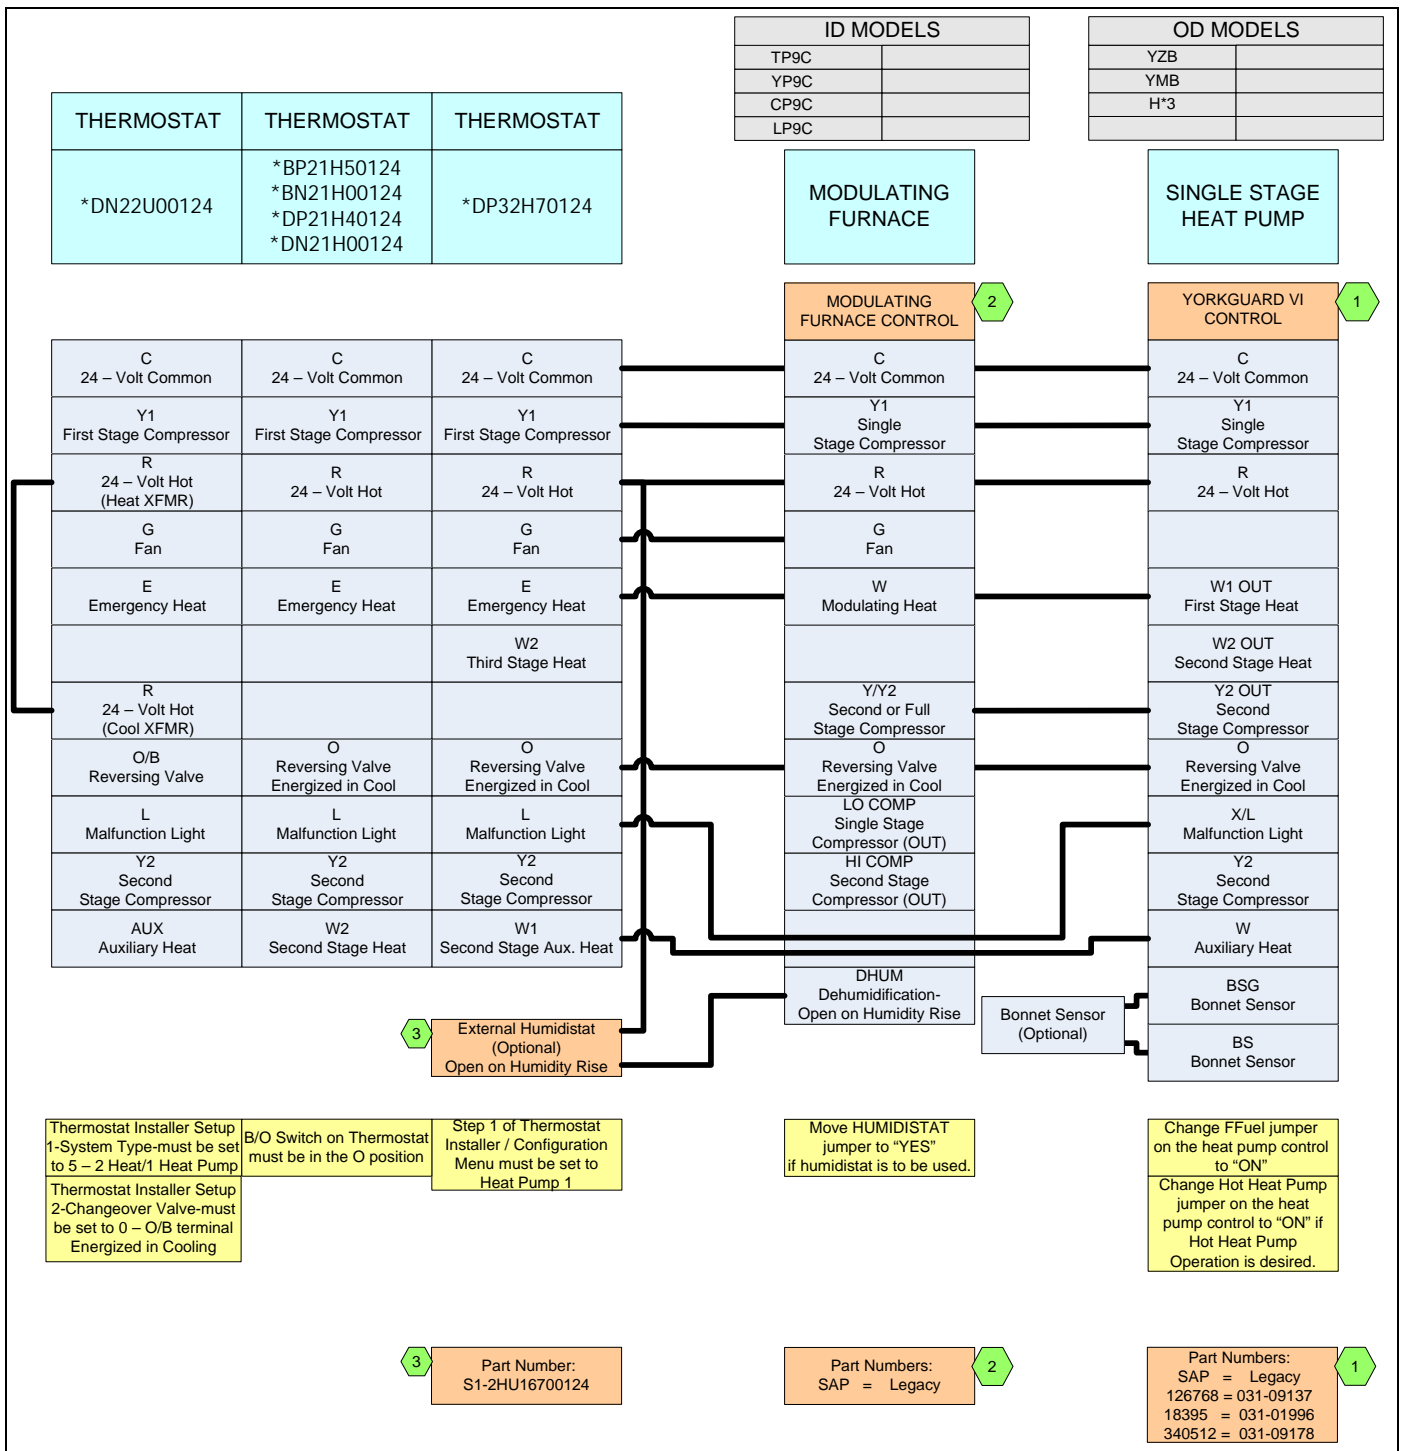 ID MODELS
TP9C
YP9C
CP9C
LP9C
OD MODELS
YZB
YMB
H*3
THERMOSTAT
THERMOSTAT
THERMOSTAT
*DN22U00124
*BP21H50124
*BN21H00124
*DP21H40124
*DN21H00124
*DP32H70124
MODULATING
FURNACE
SINGLE STAGE
HEAT PUMP
MODULATING
FURNACE CONTROL
2
YORKGUARD VI
CONTROL
1
C
24 – Volt Common
C
24 – Volt Common
C
24 – Volt Common
C
24 – Volt Common
C
24 – Volt Common
Y1
First Stage Compressor
Y1
First Stage Compressor
Y1
First Stage Compressor
Y1
Single
Stage Compressor
Y1
Single
Stage Compressor
R
24 – Volt Hot
(Heat XFMR)
R
24 – Volt Hot
R
24 – Volt Hot
R
24 – Volt Hot
R
24 – Volt Hot
G
Fan
G
Fan
G
Fan
G
Fan
E
Emergency Heat
E
Emergency Heat
E
Emergency Heat
W
Modulating Heat
W1 OUT
First Stage Heat
W2
Third Stage Heat
W2 OUT
Second Stage Heat
R
24 – Volt Hot
(Cool XFMR)
Y/Y2
Second or Full
Stage Compressor
Y2 OUT
Second
Stage Compressor
O/B
Reversing Valve
O
Reversing Valve
Energized in Cool
O
Reversing Valve
Energized in Cool
O
Reversing Valve
Energized in Cool
O
Reversing Valve
Energized in Cool
L
Malfunction Light
L
Malfunction Light
L
Malfunction Light
LO COMP
Single Stage
Compressor (OUT)
X/L
Malfunction Light
Y2
Second
Stage Compressor
Y2
Second
Stage Compressor
Y2
Second
Stage Compressor
HI COMP
Second Stage
Compressor (OUT)
Y2
Second
Stage Compressor
AUX
Auxiliary Heat
W2
Second Stage Heat
W1
Second Stage Aux. Heat
W
Auxiliary Heat
DHUM
Dehumidification-
Open on Humidity Rise
BSG
Bonnet Sensor
Bonnet Sensor
(Optional)
BS
Bonnet Sensor
3
External Humidistat
(Optional)
Open on Humidity Rise
Thermostat Installer Setup
1-System Type-must be set
to 5 – 2 Heat/1 Heat Pump
B/O Switch on Thermostat
must be in the O position
Step 1 of Thermostat
Installer / Configuration
Menu must be set to
Heat Pump 1
Move HUMIDISTAT
jumper to “YES”
if humidistat is to be used.
Change FFuel jumper
on the heat pump control
to “ON”
Thermostat Installer Setup
2-Changeover Valve-must
be set to 0 – O/B terminal
Energized in Cooling
Change Hot Heat Pump
jumper on the heat
pump control to “ON” if
Hot Heat Pump
Operation is desired.
3
Part Number:
S1-2HU16700124
Part Numbers:
SAP = Legacy
2
Part Numbers:
SAP = Legacy
126768 = 031-09137
18395 = 031-01996
340512 = 031-09178
1